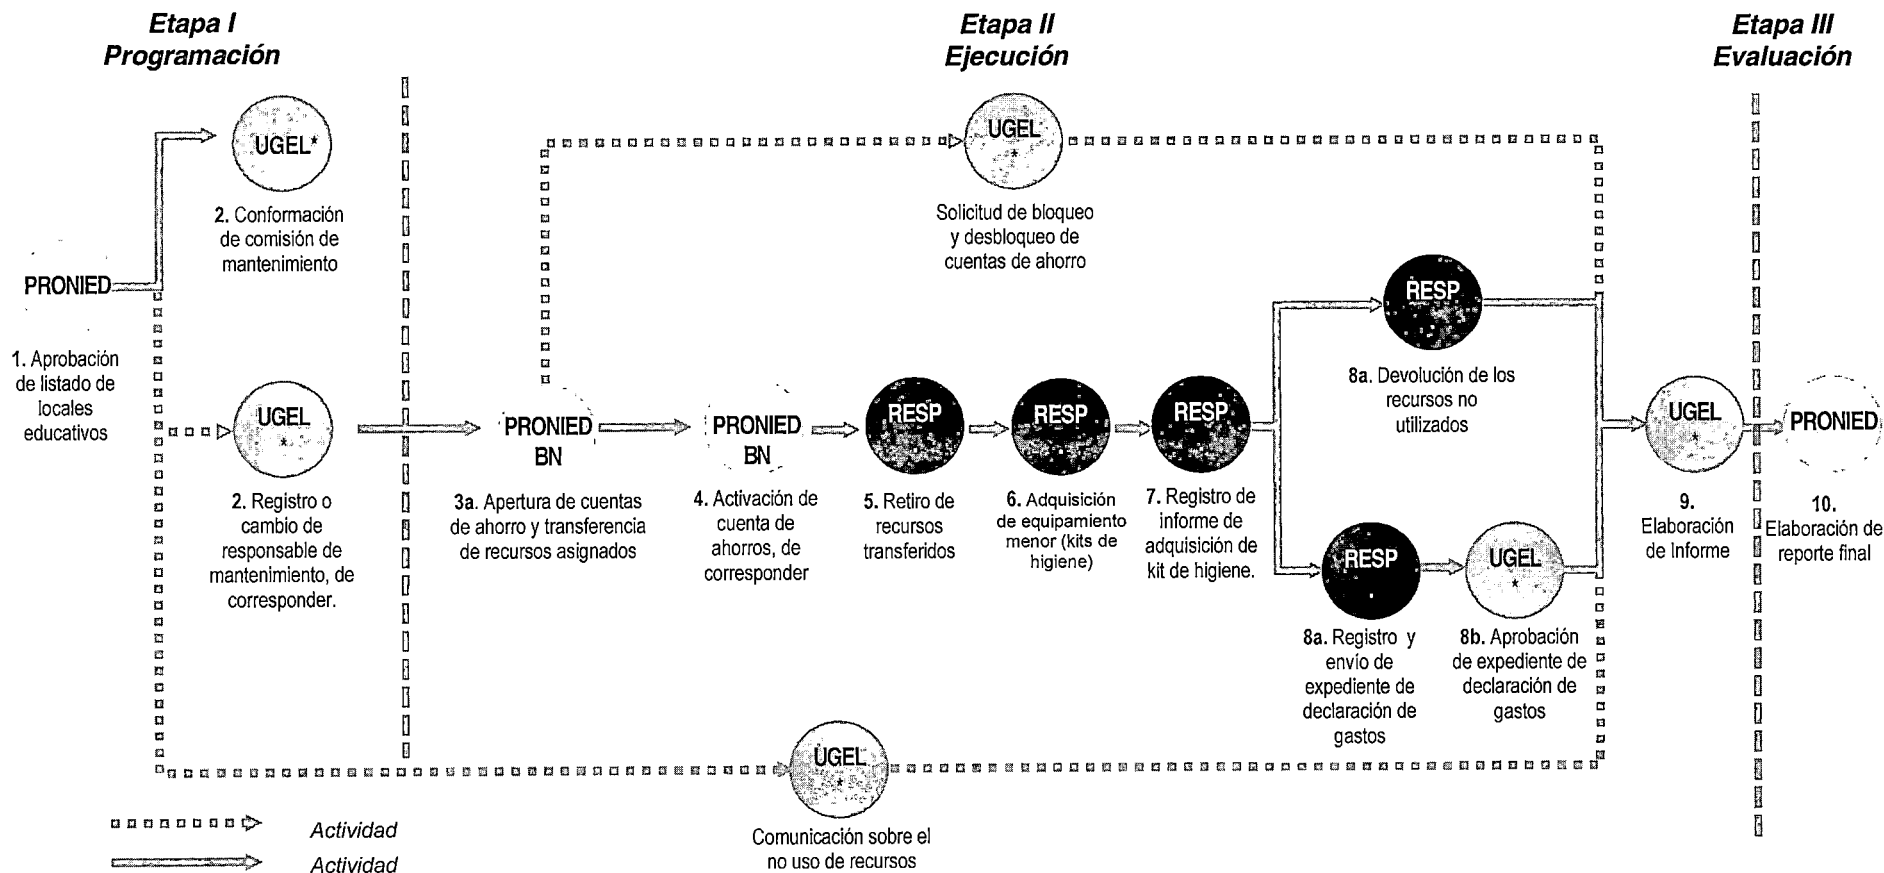 Etapa I
Programación
Etapa II
Ejecución
Etapa III
Evaluación
UGEL*
2. Conformación
de comisión de
mantenimiento
UGEL
*
Solicitud de bloqueo
y desbloqueo de
cuentas de ahorro
PRONIED
1. Aprobación
de listado de
locales
educativos
UGEL
*
2. Registro o
cambio de
responsable de
mantenimiento, de
corresponder.
PRONIED
BN
3a. Apertura de cuentas
de ahorro y transferencia
de recursos asignados
PRONIED
BN
4. Activación de
cuenta de
ahorros, de
corresponder
RESP
5. Retiro de
recursos
transferidos
RESP
6. Adquisición
de equipamiento
menor (kits de
higiene)
RESP
7. Registro de
informe de
adquisición de
kit de higiene.
RESP
8a. Devolución de los
recursos no
utilizados
RESP
8a. Registro y
envío de
expediente de
declaración de
gastos
UGEL
*
8b. Aprobación
de expediente de
declaración de
gastos
UGEL
*
9.
Elaboración
de Informe
PRONIED
10.
Elaboración de
reporte final
UGEL
*
Comunicación sobre el
no uso de recursos
Actividad
Actividad